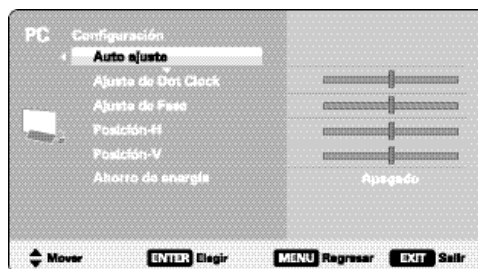 PC Configuración
Auto ajuste
Ajuste de Dot Clock
Ajuste de Fase
Posición-H
Posición-V
Ahorro de energía Apagado
Mover ENTER Elegir MENU Regresar EXIT Salir